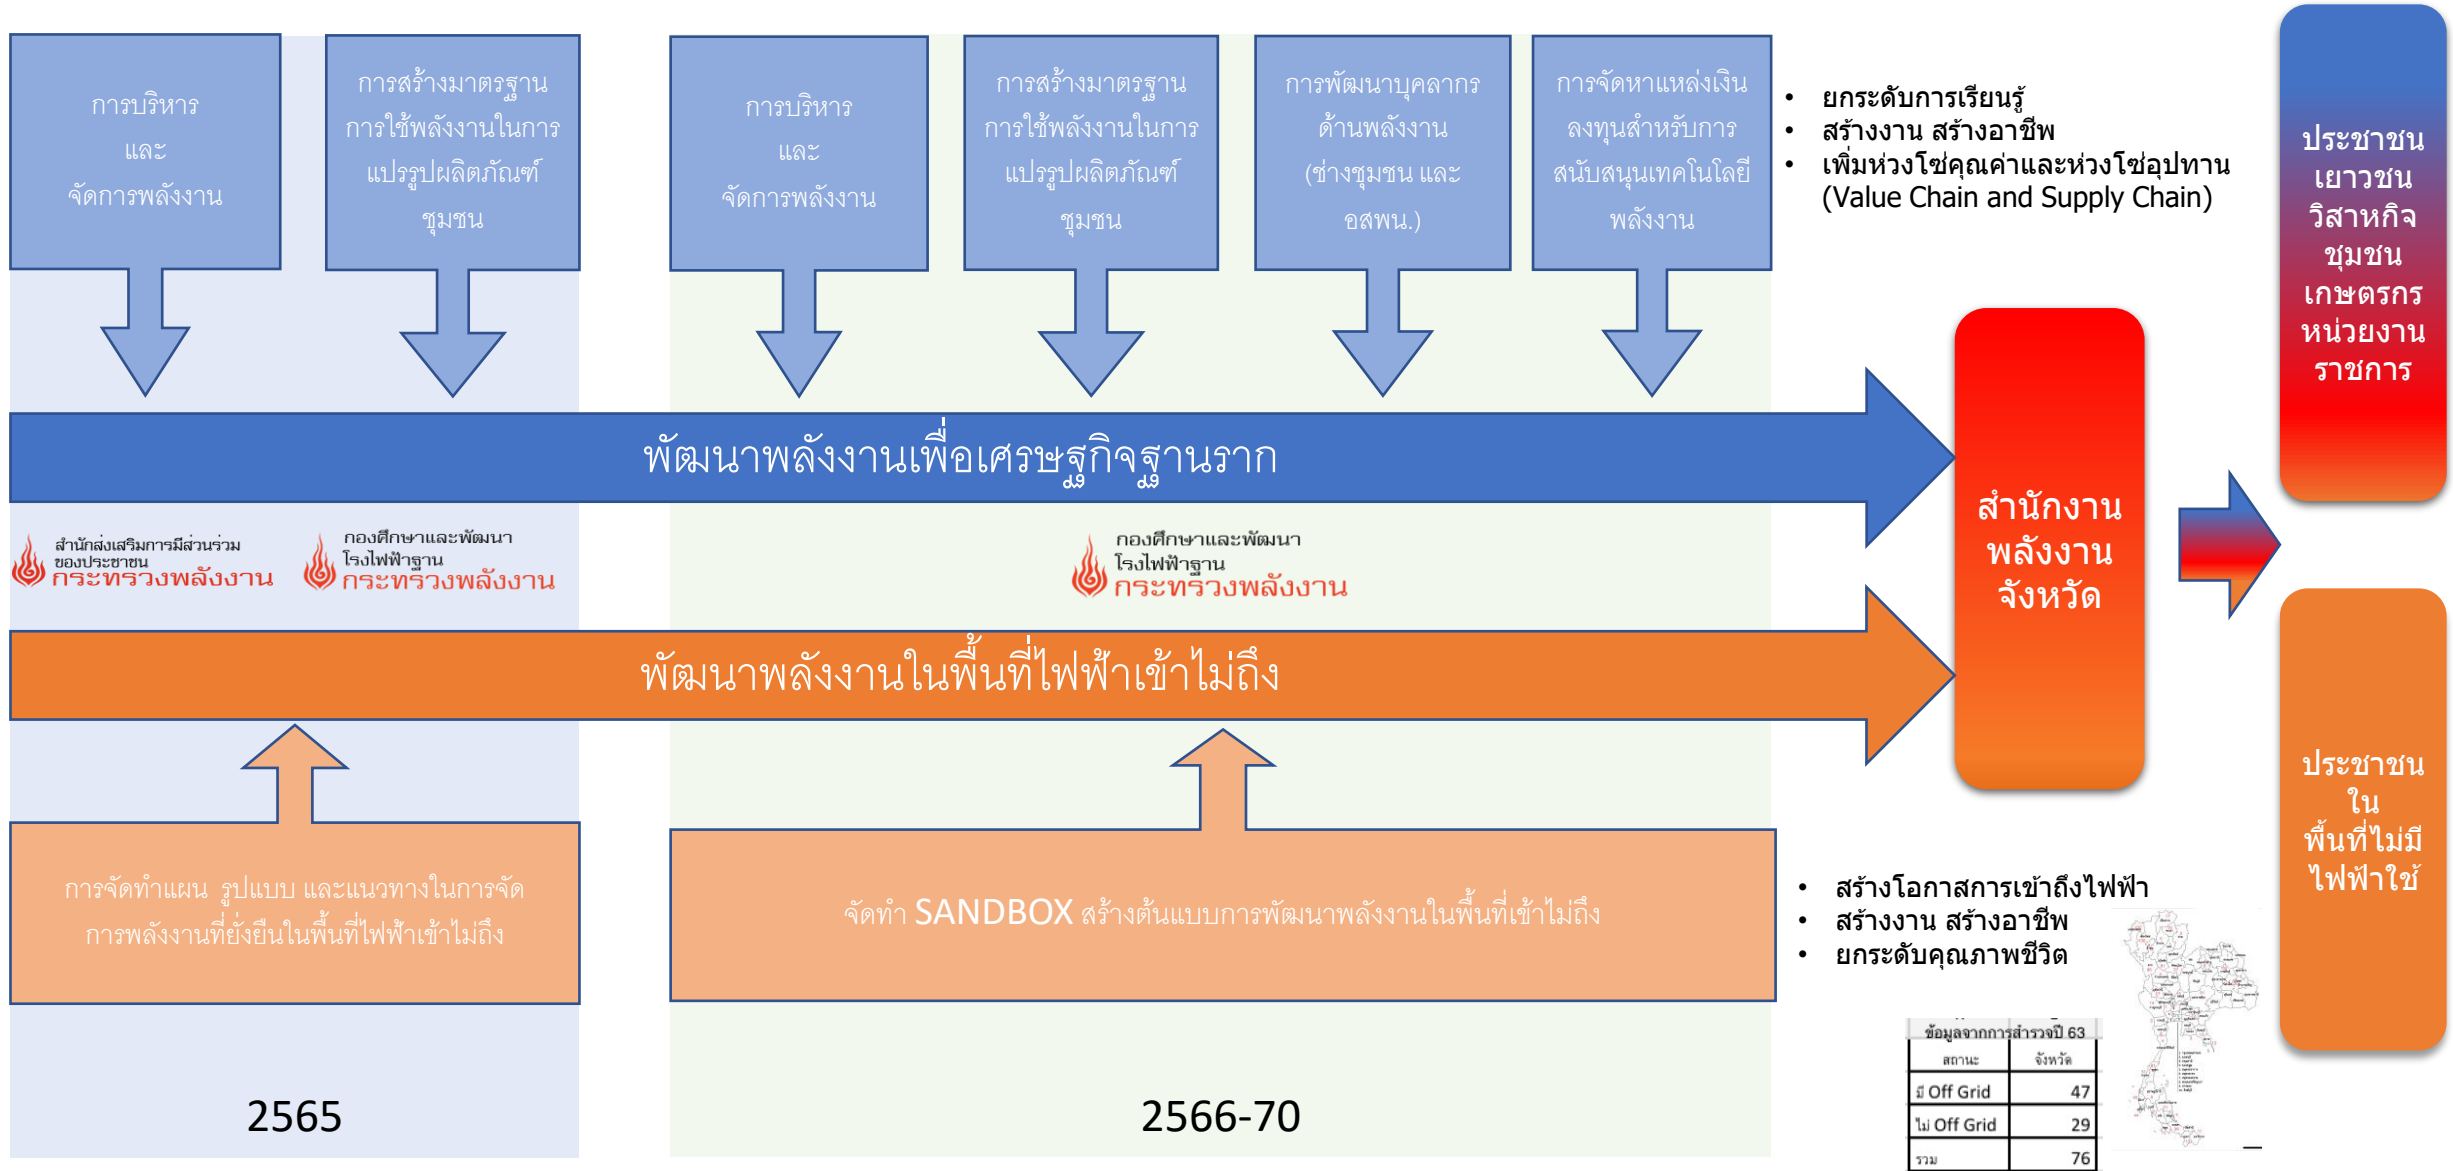 การบริหาร
และ
จัดการพลังงาน
การสร้างมาตรฐาน
การใช้พลังงานในการ
แปรรูปผลิตภัณฑ์
ชุมชน
การบริหาร
และ
จัดการพลังงาน
การสร้างมาตรฐาน
การใช้พลังงานในการ
แปรรูปผลิตภัณฑ์
ชุมชน
การพัฒนาบุคลากร
ด้านพลังงาน
(ช่างชุมชน และ
อสพน.)
การจัดหาแหล่งเงิน
ลงทุนสำหรับการ
สนับสนุนเทคโนโลยี
พลังงาน
• ยกระดับการเรียนรู้
• สร้างงาน สร้างอาชีพ
• เพิ่มห่วงโซ่คุณค่าและห่วงโซ่อุปทาน
(Value Chain and Supply Chain)
ประชาชน
เยาวชน
วิสาหกิจ
ชุมชน
เกษตรกร
หน่วยงาน
ราชการ
พัฒนาพลังงานเพื่อเศรษฐกิจฐานราก
สำนักส่งเสริมการมีส่วนร่วม
ของประชาชน
กระทรวงพลังงาน
กองศึกษาและพัฒนา
โรงไฟฟ้าฐาน
กระทรวงพลังงาน
กองศึกษาและพัฒนา
โรงไฟฟ้าฐาน
กระทรวงพลังงาน
สำนักงาน
พลังงาน
จังหวัด
พัฒนาพลังงานในพื้นที่ไฟฟ้าเข้าไม่ถึง
ประชาชน
ใน
พื้นที่ไม่มี
ไฟฟ้าใช้
การจัดทำแผน รูปแบบ และแนวทางในการจัด
การพลังงานที่ยั่งยืนในพื้นที่ไฟฟ้าเข้าไม่ถึง
จัดทำ SANDBOX สร้างต้นแบบการพัฒนาพลังงานในพื้นที่เข้าไม่ถึง
• สร้างโอกาสการเข้าถึงไฟฟ้า
• สร้างงาน สร้างอาชีพ
• ยกระดับคุณภาพชีวิต
ข้อมูลจากการสำรวจปี 63
สถานะ จังหวัด
มี Off Grid 47
ไม่ Off Grid 29
รวม 76
2565
2566-70